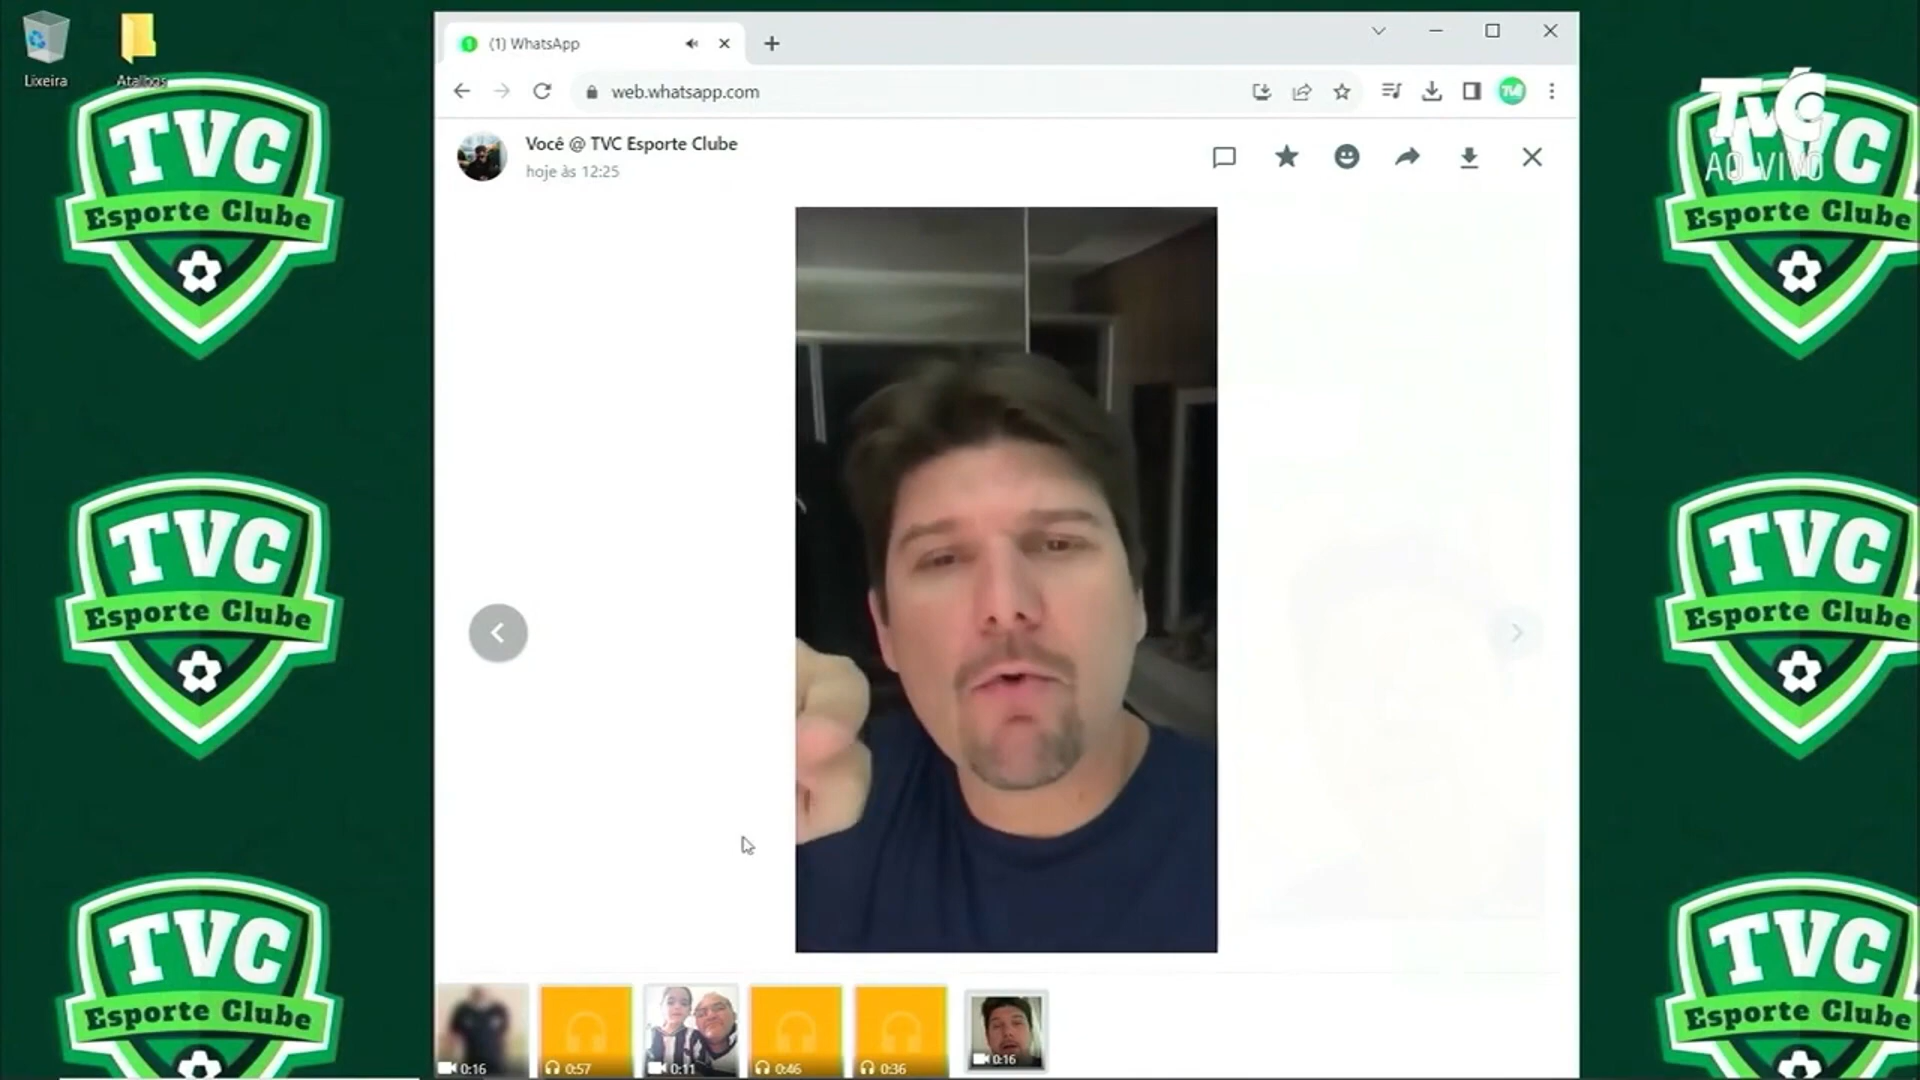 Lixeira
Atalhos
(1) WhatsApp
web.whatsapp.com
TVC
Você @ TVC Esporte Clube
hoje às 12:25
TVC
AO VIVO
TVC
Esporte Clube
TVC
Esporte Clube
TVC
Esporte Clube
TVC
Esporte Clube
TVC
Esporte Clube
TVC
Esporte Clube
0:16
0:57
0:11
0:46
0:36
0:16